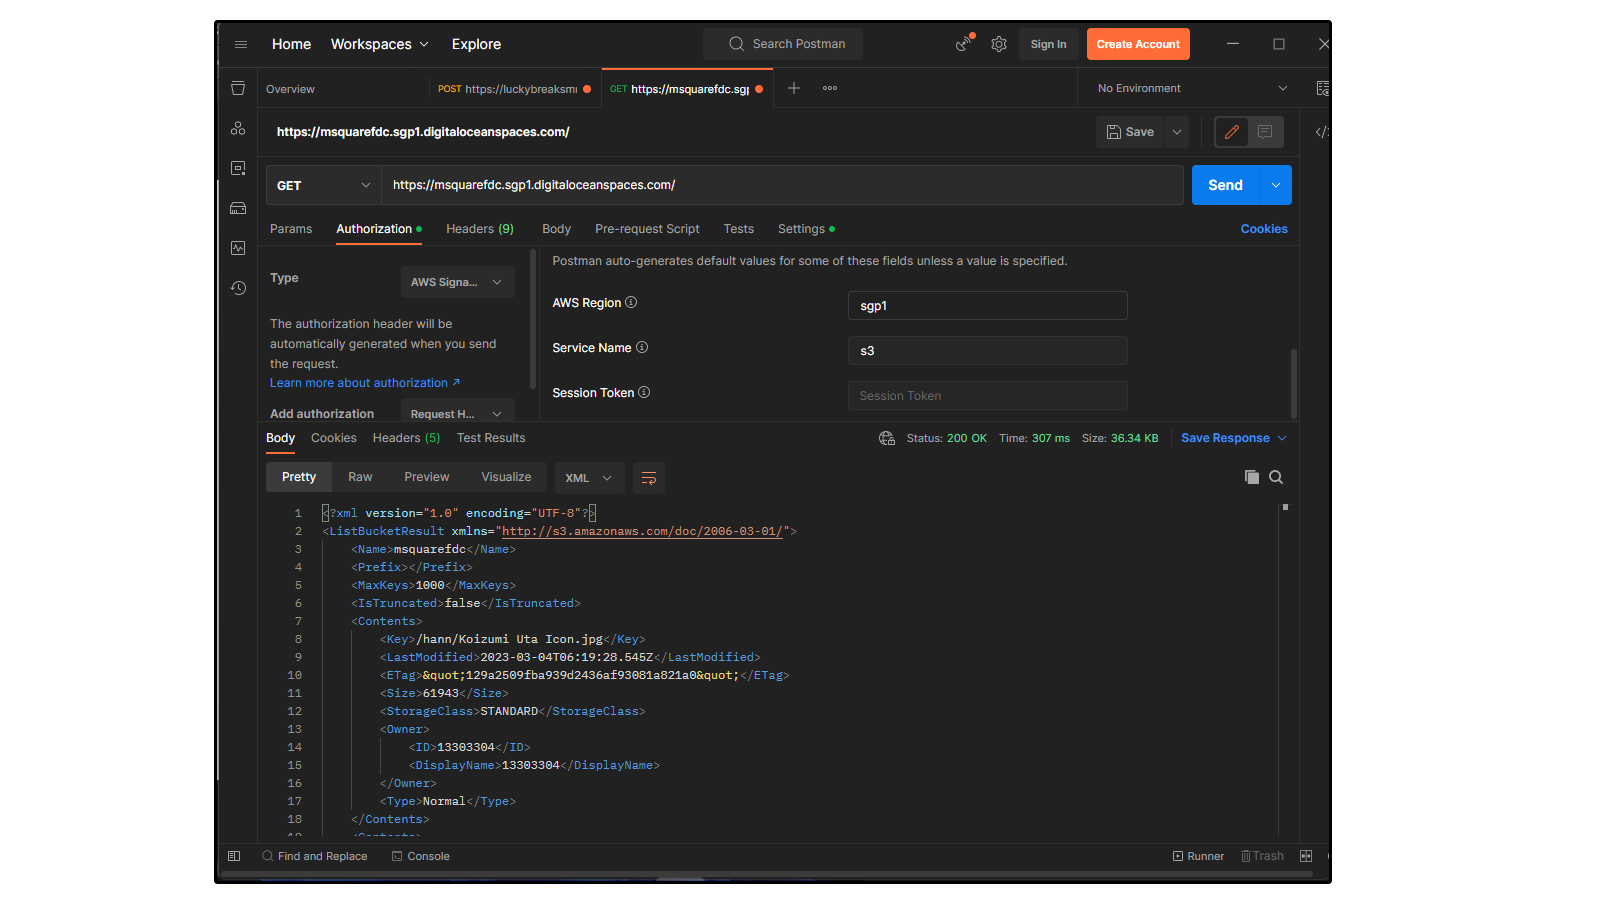 Home Workspaces Explore Search Postman Sign In Create Account
Overview POST https://luckybreaksm GET https://msquarefdc.sgp No Environment
https://msquarefdc.sgp1.digitaloceanspaces.com/ Save
GET https://msquarefdc.sgp1.digitaloceanspaces.com/ Send
Params Authorization Headers (9) Body Pre-request Script Tests Settings Cookies
Postman auto-generates default values for some of these fields unless a value is specified.
Type AWS Signa...
AWS Region sgp1
The authorization header will be
automatically generated when you send
the request.
Learn more about authorization ↗
Service Name s3
Session Token Session Token
Add authorization Request H...
Body Cookies Headers (5) Test Results Status: 200 OK Time: 307 ms Size: 36.34 KB Save Response
Pretty Raw Preview Visualize XML
1 <?xml version="1.0" encoding="UTF-8"?>
2 <ListBucketResult xmlns="http://s3.amazonaws.com/doc/2006-03-01/">
3 <Name>msquarefdc</Name>
4 <Prefix></Prefix>
5 <MaxKeys>1000</MaxKeys>
6 <IsTruncated>false</IsTruncated>
7 <Contents>
8 <Key>/hann/Koizumi Uta Icon.jpg</Key>
9 <LastModified>2023-03-04T06:19:28.545Z</LastModified>
10 <ETag>&quot;129a2509fba939d2436af93081a821a0&quot;</ETag>
11 <Size>61943</Size>
12 <StorageClass>STANDARD</StorageClass>
13 <Owner>
14 <ID>13303304</ID>
15 <DisplayName>13303304</DisplayName>
16 </Owner>
17 <Type>Normal</Type>
18 </Contents>
Find and Replace Console Runner Trash